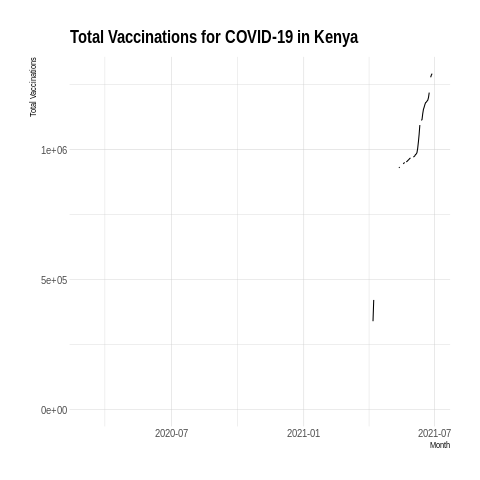 Total Vaccinations for COVID-19 in Kenya
Total Vaccinations
1e+06
5e+05
0e+00
2020-07 2021-01 2021-07
Month